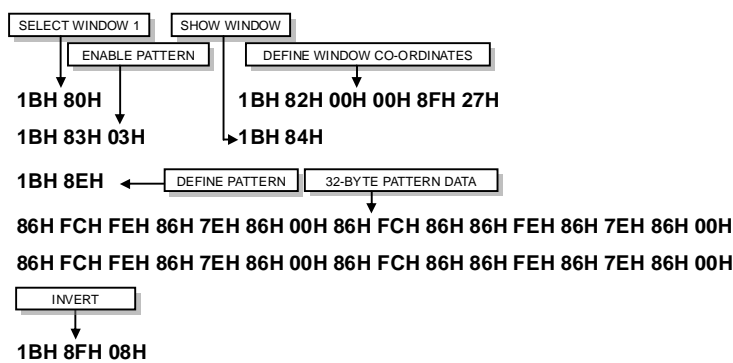 SELECT WINDOW 1 SHOW WINDOW
ENABLE PATTERN DEFINE WINDOW CO-ORDINATES
1BH 80H 1BH 82H 00H 00H 8FH 27H
1BH 83H 03H 1BH 84H
1BH 8EH DEFINE PATTERN 32-BYTE PATTERN DATA
86H FCH FEH 86H 7EH 86H 00H 86H FCH 86H 86H FEH 86H 7EH 86H 00H
86H FCH FEH 86H 7EH 86H 00H 86H FCH 86H 86H FEH 86H 7EH 86H 00H
INVERT
1BH 8FH 08H